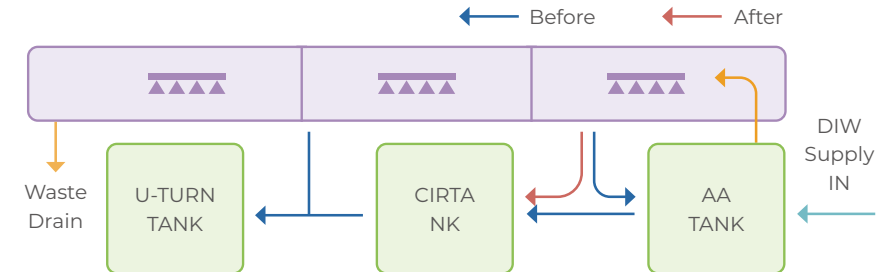 Before
After
DIW
Supply
IN
Waste
Drain
U-TURN
TANK
CIRTA
NK
AA
TANK